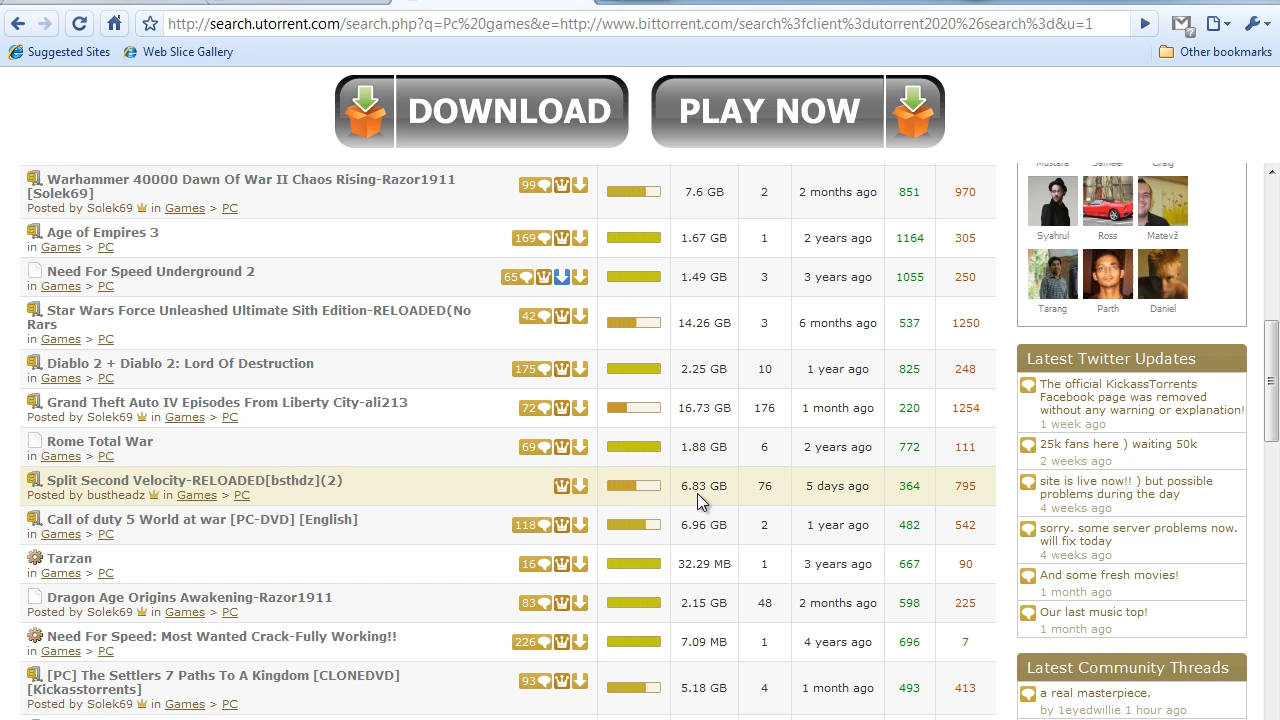 http://search.utorrent.com/search.php?q=Pc%20games&e=http://www.bittorrent.com/search%3fclient%3dutorrent2020%26search%3d&u=1
Suggested Sites Web Slice Gallery Other bookmarks
DOWNLOAD PLAY NOW
Warhammer 40000 Dawn Of War II Chaos Rising-Razor1911
[Solek69]
Posted by Solek69 in Games > PC
99 7.6 GB 2 2 months ago 851 970
Age of Empires 3
in Games > PC
169 1.67 GB 1 2 years ago 1164 305
Need For Speed Underground 2
in Games > PC
65 1.49 GB 3 3 years ago 1055 250
Star Wars Force Unleashed Ultimate Sith Edition-RELOADED(No
Rars
in Games > PC
42 14.26 GB 3 6 months ago 537 1250
Diablo 2 + Diablo 2: Lord Of Destruction
in Games > PC
175 2.25 GB 10 1 year ago 825 248
Grand Theft Auto IV Episodes From Liberty City-ali213
Posted by Solek69 in Games > PC
72 16.73 GB 176 1 month ago 220 1254
Rome Total War
in Games > PC
69 1.88 GB 6 2 years ago 772 111
Split Second Velocity-RELOADED[bsthdz](2)
Posted by bustheadz in Games > PC
6.83 GB 76 5 days ago 364 795
Call of duty 5 World at war [PC-DVD] [English]
in Games > PC
118 6.96 GB 2 1 year ago 482 542
Tarzan
in Games > PC
16 32.29 MB 1 3 years ago 667 90
Dragon Age Origins Awakening-Razor1911
Posted by Solek69 in Games > PC
83 2.15 GB 48 2 months ago 598 225
Need For Speed: Most Wanted Crack-Fully Working!!
in Games > PC
226 7.09 MB 1 4 years ago 696 7
[PC] The Settlers 7 Paths To A Kingdom [CLONEDVD]
[Kickasstorrents]
Posted by Solek69 in Games > PC
93 5.18 GB 4 1 month ago 493 413
Syahrul Ross Matevž
Tarang Parth Daniel
Latest Twitter Updates
The official KickassTorrents
Facebook page was removed
without any warning or explanation!
1 week ago
25k fans here ) waiting 50k
2 weeks ago
site is live now!! ) but possible
problems during the day
4 weeks ago
sorry. some server problems now.
will fix today
4 weeks ago
And some fresh movies!
1 month ago
Our last music top!
1 month ago
Latest Community Threads
a real masterpiece.
by 1eyedwillie 1 hour ago